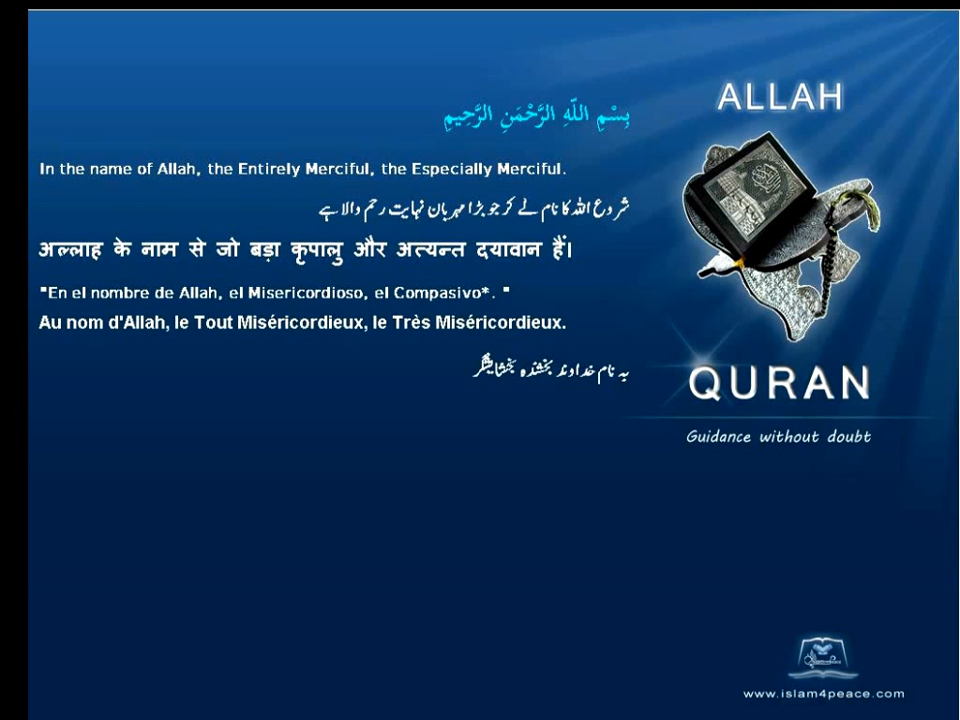 بِسْمِ اللّهِ الرَّحْمَنِ الرَّحِيمِ
In the name of Allah, the Entirely Merciful, the Especially Merciful.
شروع الله کا نام لے کر جو بڑا مہربان نہایت رحم والا ہے
अल्लाह के नाम से जो बड़ा कृपालु और अत्यन्त दयावान हैं।
"En el nombre de Allah, el Misericordioso, el Compasivo*. "
Au nom d'Allah, le Tout Miséricordieux, le Très Miséricordieux.
به نام خداوند بخشنده بخشایشگر
ALLAH
QURAN
Guidance without doubt
www.islam4peace.com